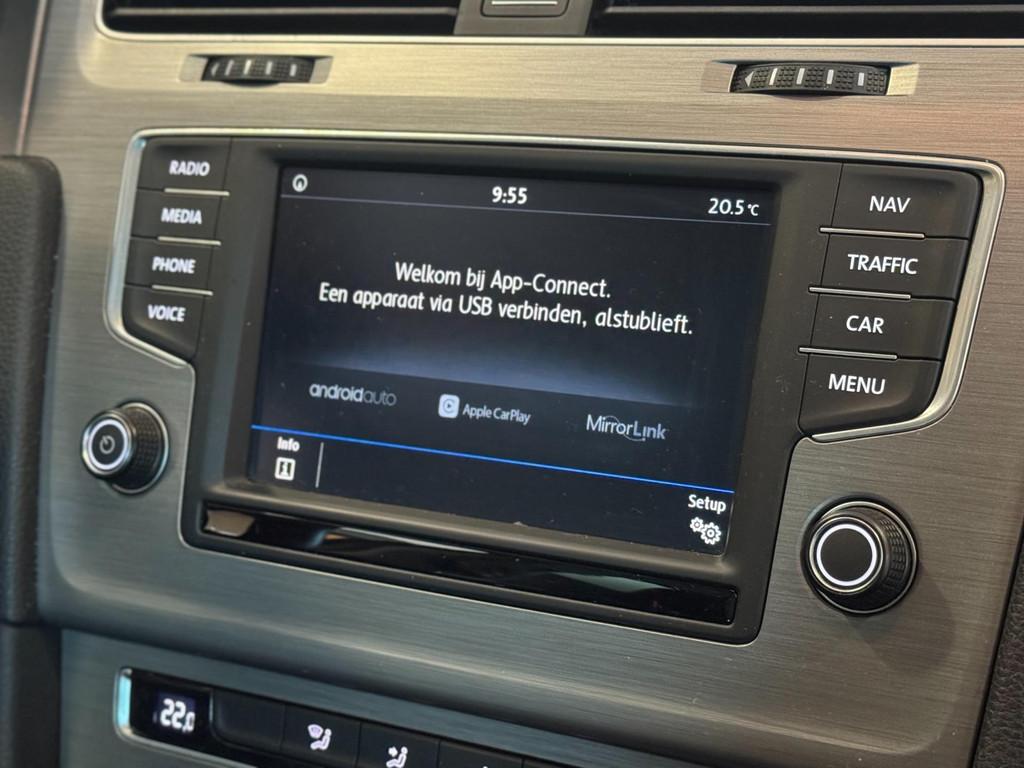 RADIO
MEDIA
PHONE
VOICE
9:55
20.5 °C
Welkom bij App-Connect.
Een apparaat via USB verbinden, alstublieft.
androidauto
Apple CarPlay
MirrorLink
Info
Setup
NAV
TRAFFIC
CAR
MENU
22.0